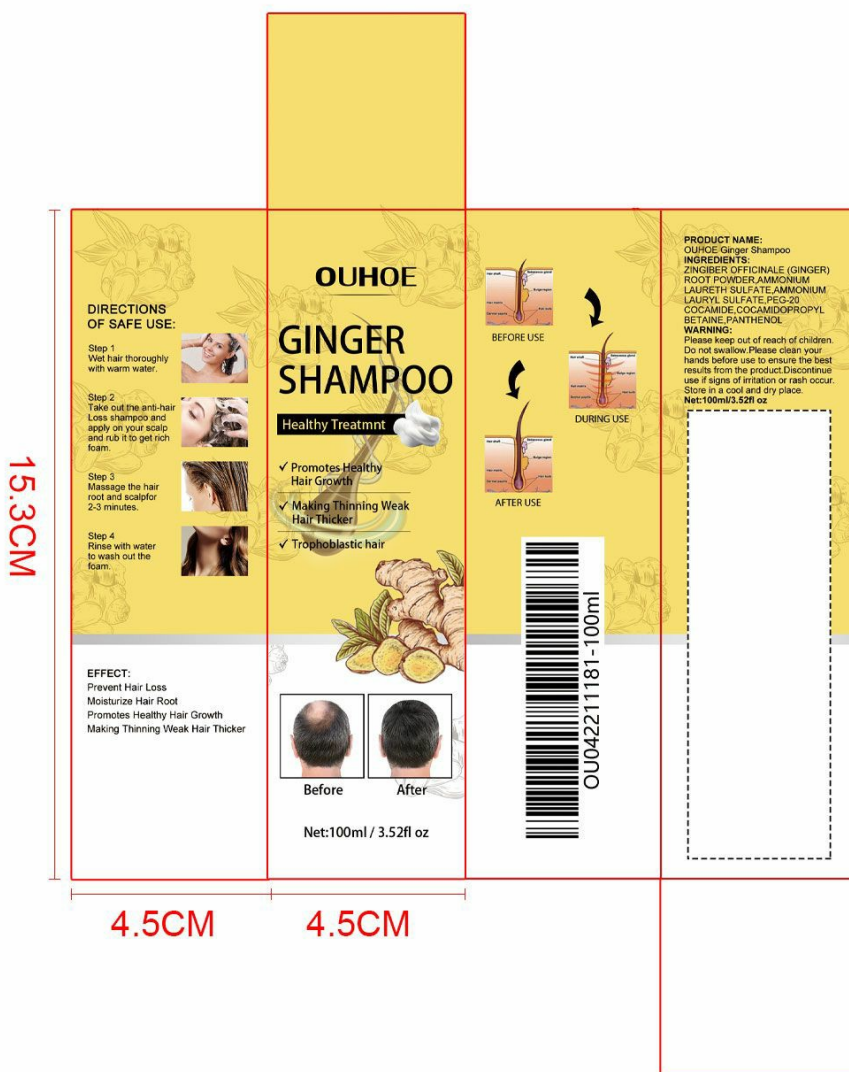 15.3CM
DIRECTIONS
OF SAFE USE:
Step 1
Wet hair thoroughly
with warm water.
Step 2
Take out the anti-hair
Loss shampoo and
apply on your scalp
and rub it to get rich
foam.
Step 3
Massage the hair
root and scalpfor
2-3 minutes.
Step 4
Rinse with water
to wash out the
foam.
EFFECT:
Prevent Hair Loss
Moisturize Hair Root
Promotes Healthy Hair Growth
Making Thinning Weak Hair Thicker
4.5CM
OUHOE
GINGER
SHAMPOO
Healthy Treatmnt
✓ Promotes Healthy
Hair Growth
✓ Making Thinning Weak
Hair Thicker
✓ Trophoblastic hair
Before
After
Net:100ml / 3.52fl oz
4.5CM
BEFORE USE
DURING USE
AFTER USE
OU042211181-100ml
PRODUCT NAME:
OUHOE Ginger Shampoo
INGREDIENTS:
ZINGIBER OFFICINALE (GINGER)
ROOT POWDER,AMMONIUM
LAURETH SULFATE,AMMONIUM
LAURYL SULFATE,PEG-20
COCAMIDE,COCAMIDOPROPYL
BETAINE,PANTHENOL
WARNING:
Please keep out of reach of children.
Do not swallow.Please clean your
hands before use to ensure the best
results from the product.Discontinue
use if signs of irritation or rash occur.
Store in a cool and dry place.
Net:100ml/3.52fl oz